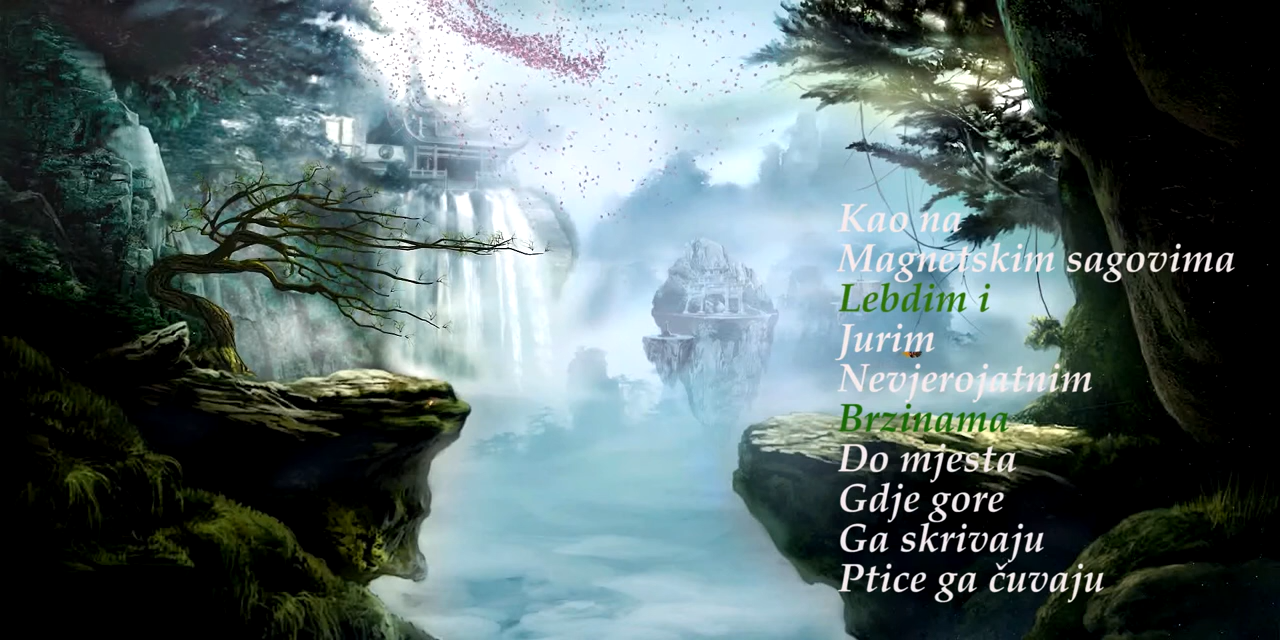 Kao na
Magnetskim sagovima
Lebdim i
Jurim
Nevjerojatnim
Brzinama
Do mjesta
Gdje gore
Ga skrivaju
Ptice ga čuvaju